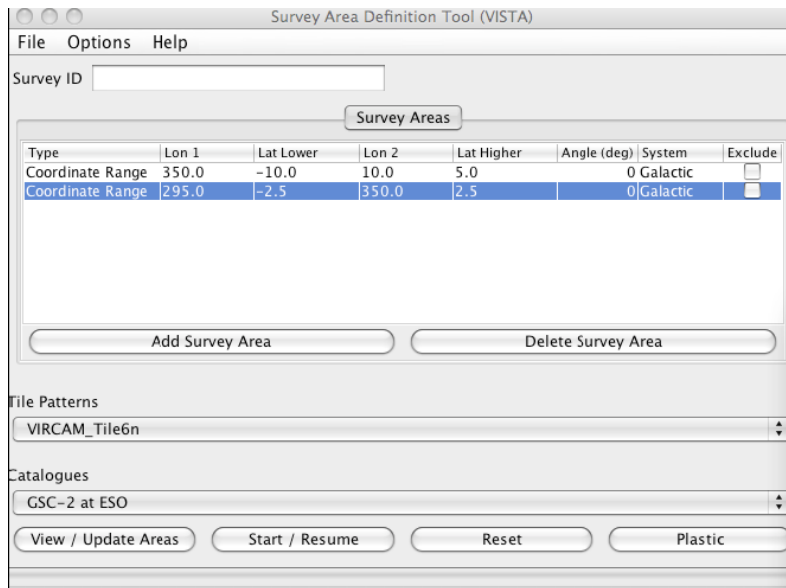 Survey Area Definition Tool (VISTA)
File Options Help
Survey ID
Survey Areas
Type Lon 1 Lat Lower Lon 2 Lat Higher Angle (deg) System Exclude
Coordinate Range 350.0 −10.0 10.0 5.0 0 Galactic
Coordinate Range 295.0 −2.5 350.0 2.5 0 Galactic
Add Survey Area Delete Survey Area
Tile Patterns
VIRCAM_Tile6n
Catalogues
GSC−2 at ESO
View / Update Areas Start / Resume Reset Plastic